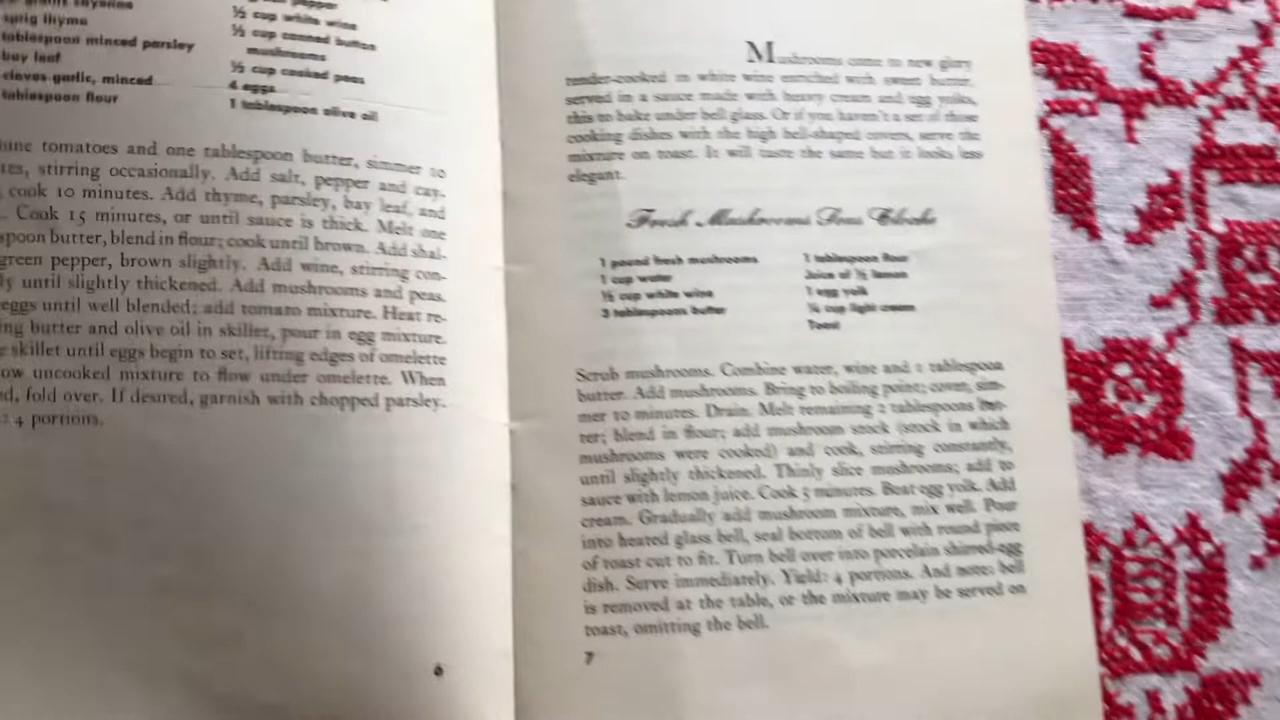 sprig thyme
tablespoon minced parsley
bay leaf
cloves garlic, minced
tablespoon flour
pepper
½ cup white wine
½ cup canned button
mushrooms
½ cup cooked peas
4 eggs
1 tablespoon olive oil
tomatoes and one tablespoon butter, simmer 10
stirring occasionally. Add salt, pepper and cay-
cook 10 minutes. Add thyme, parsley, bay leaf, and
Cook 15 minutes, or until sauce is thick. Melt one
spoon butter, blend in flour; cook until brown. Add shal-
green pepper, brown slightly. Add wine, stirring con-
until slightly thickened. Add mushrooms and peas.
eggs until well blended; add tomato mixture. Heat re-
ing butter and olive oil in skillet, pour in egg mixture.
skillet until eggs begin to set, lifting edges of omelette
ow uncooked mixture to flow under omelette. When
d, fold over. If desired, garnish with chopped parsley.
4 portions.
6
Mushrooms come to new glory
tender-cooked in white wine enriched with sweet butter,
served in a sauce made with heavy cream and egg yolks,
this to bake under bell glass. Or if you haven't a set of those
cooking dishes with the high bell-shaped covers, serve the
mixture on toast. It will taste the same but it looks less
elegant.
Fresh Mushrooms Sous Cloche
1 pound fresh mushrooms
1 cup water
½ cup white wine
3 tablespoons butter
1 tablespoon flour
Juice of ½ lemon
1 egg yolk
cup light cream
Toast
Scrub mushrooms. Combine water, wine and 1 tablespoon
butter. Add mushrooms. Bring to boiling point; cover, sim-
mer 10 minutes. Drain. Melt remaining 2 tablespoons but-
ter; blend in flour; add mushroom stock (stock in which
mushrooms were cooked) and cook, stirring constantly,
until slightly thickened. Thinly slice mushrooms; add to
sauce with lemon juice. Cook 5 minutes. Beat egg yolk. Add
cream. Gradually add mushroom mixture, mix well. Pour
into heated glass bell, seal bottom of bell with round piece
of toast cut to fit. Turn bell over into porcelain shirred-egg
dish. Serve immediately. Yield: 4 portions. And note: bell
is removed at the table, or the mixture may be served on
toast, omitting the bell.
7